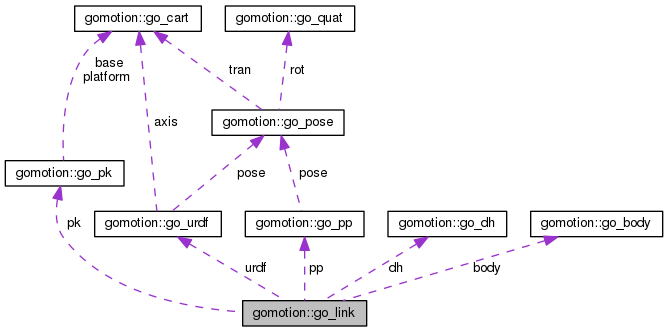 gomotion::go_cart
gomotion::go_quat
base
platform
tran
rot
axis
gomotion::go_pose
gomotion::go_pk
pose
pose
pk
gomotion::go_urdf
gomotion::go_pp
gomotion::go_dh
gomotion::go_body
urdf
pp
dh
body
gomotion::go_link